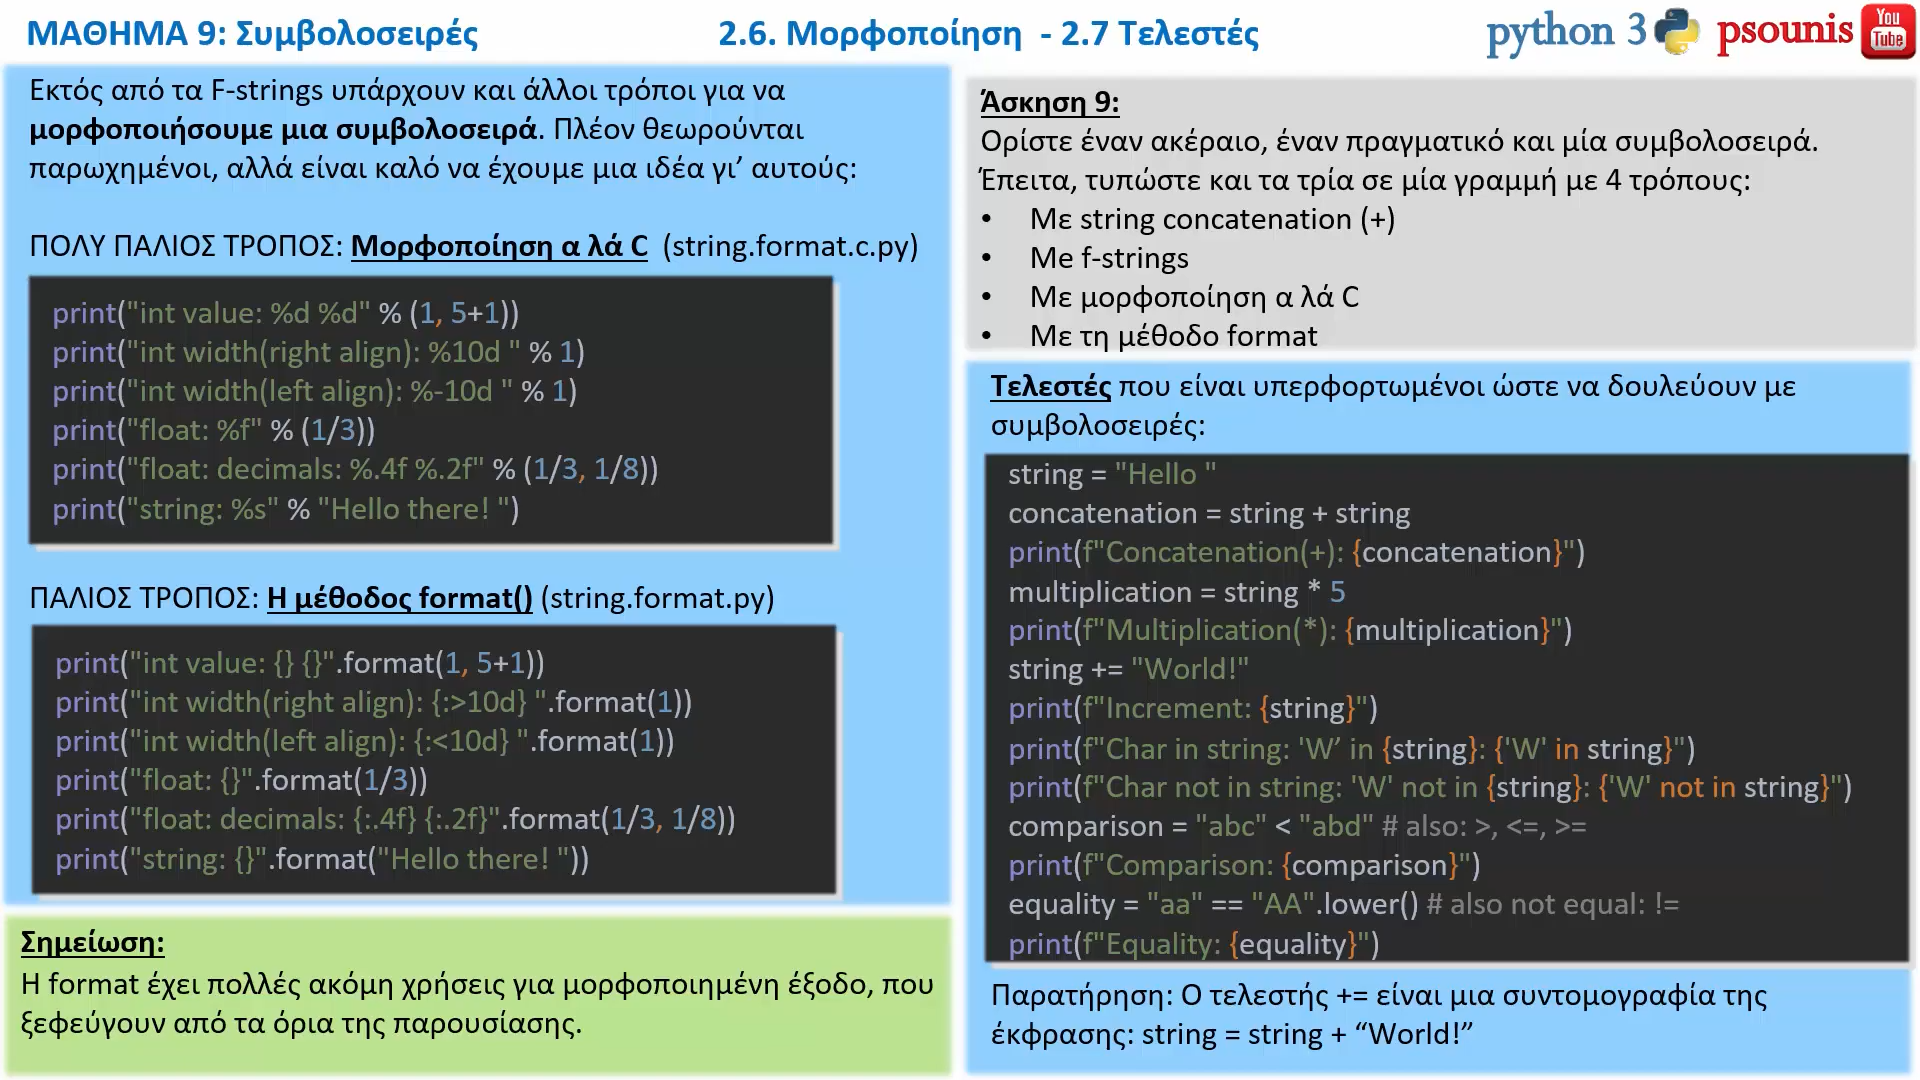 ΜΑΘΗΜΑ 9: Συμβολοσειρές
2.6. Μορφοποίηση - 2.7 Τελεστές
python 3 psounis You Tube
Εκτός από τα F-strings υπάρχουν και άλλοι τρόποι για να
μορφοποιήσουμε μια συμβολοσειρά. Πλέον θεωρούνται
παρωχημένοι, αλλά είναι καλό να έχουμε μια ιδέα γι’ αυτούς:
ΠΟΛΥ ΠΑΛΙΟΣ ΤΡΟΠΟΣ: Μορφοποίηση α λά C (string.format.c.py)
print("int value: %d %d" % (1, 5+1))
print("int width(right align): %10d " % 1)
print("int width(left align): %-10d " % 1)
print("float: %f" % (1/3))
print("float: decimals: %.4f %.2f" % (1/3, 1/8))
print("string: %s" % "Hello there! ")
ΠΑΛΙΟΣ ΤΡΟΠΟΣ: Η μέθοδος format() (string.format.py)
print("int value: {} {}".format(1, 5+1))
print("int width(right align): {:>10d} ".format(1))
print("int width(left align): {:<10d} ".format(1))
print("float: {}".format(1/3))
print("float: decimals: {:.4f} {:.2f}".format(1/3, 1/8))
print("string: {}".format("Hello there! "))
Σημείωση:
Η format έχει πολλές ακόμη χρήσεις για μορφοποιημένη έξοδο, που
ξεφεύγουν από τα όρια της παρουσίασης.
Άσκηση 9:
Ορίστε έναν ακέραιο, έναν πραγματικό και μία συμβολοσειρά.
Έπειτα, τυπώστε και τα τρία σε μία γραμμή με 4 τρόπους:
• Με string concatenation (+)
• Με f-strings
• Με μορφοποίηση α λά C
• Με τη μέθοδο format
Τελεστές που είναι υπερφορτωμένοι ώστε να δουλεύουν με
συμβολοσειρές:
string = "Hello "
concatenation = string + string
print(f"Concatenation(+): {concatenation}")
multiplication = string * 5
print(f"Multiplication(*): {multiplication}")
string += "World!"
print(f"Increment: {string}")
print(f"Char in string: 'W’ in {string}: {'W' in string}")
print(f"Char not in string: 'W' not in {string}: {'W' not in string}")
comparison = "abc" < "abd" # also: >, <=, >=
print(f"Comparison: {comparison}")
equality = "aa" == "AA".lower() # also not equal: !=
print(f"Equality: {equality}")
Παρατήρηση: Ο τελεστής += είναι μια συντομογραφία της
έκφρασης: string = string + “World!”